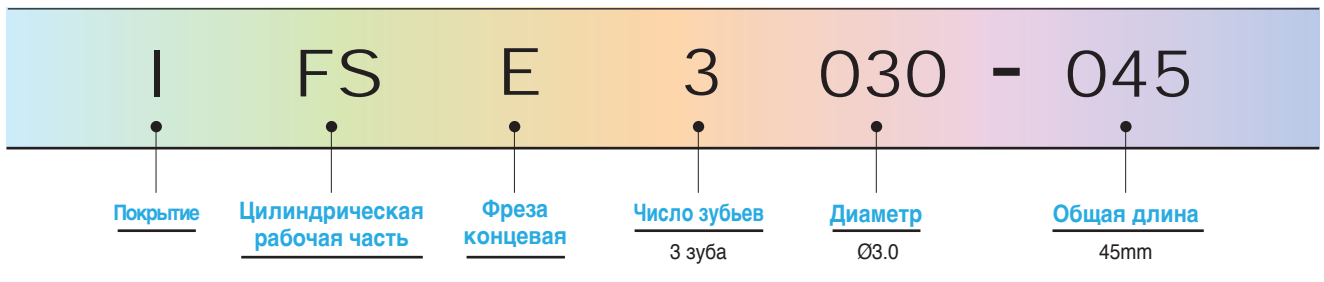 I FS E 3 030 - 045
Покрытие
Цилиндрическая
рабочая часть
Фреза
концевая
Число зубьев
3 зуба
Диаметр
Ø3.0
Общая длина
45mm